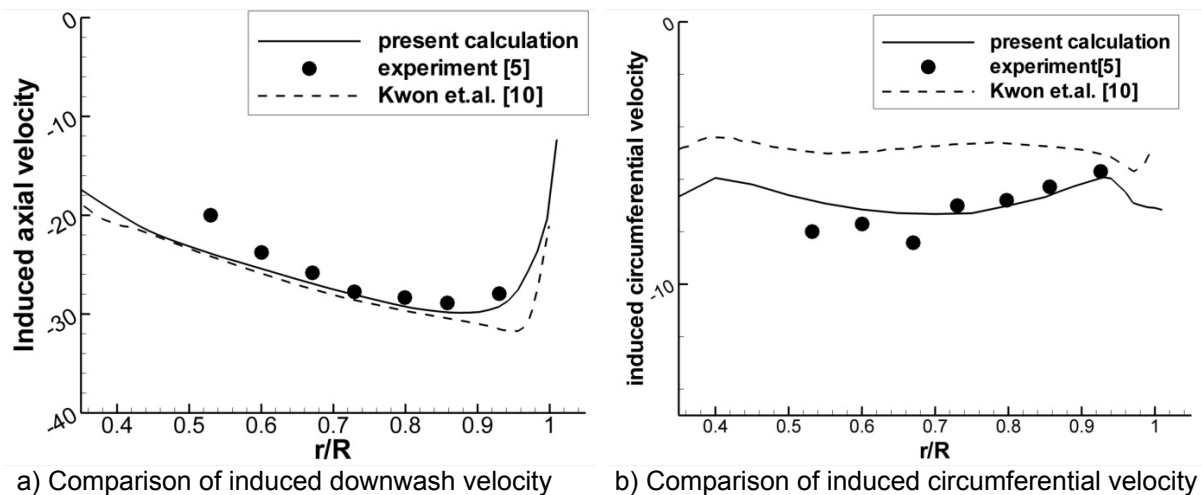 0
-10
-20
-30
-40
Induced axial velocity
present calculation
experiment [5]
Kwon et.al. [10]
0.4 0.5 0.6 0.7 0.8 0.9 1
r/R
a) Comparison of induced downwash velocity
0
-10
induced circumferential velocity
present calculation
experiment[5]
Kwon et.al. [10]
0.4 0.5 0.6 0.7 0.8 0.9 1
r/R
b) Comparison of induced circumferential velocity